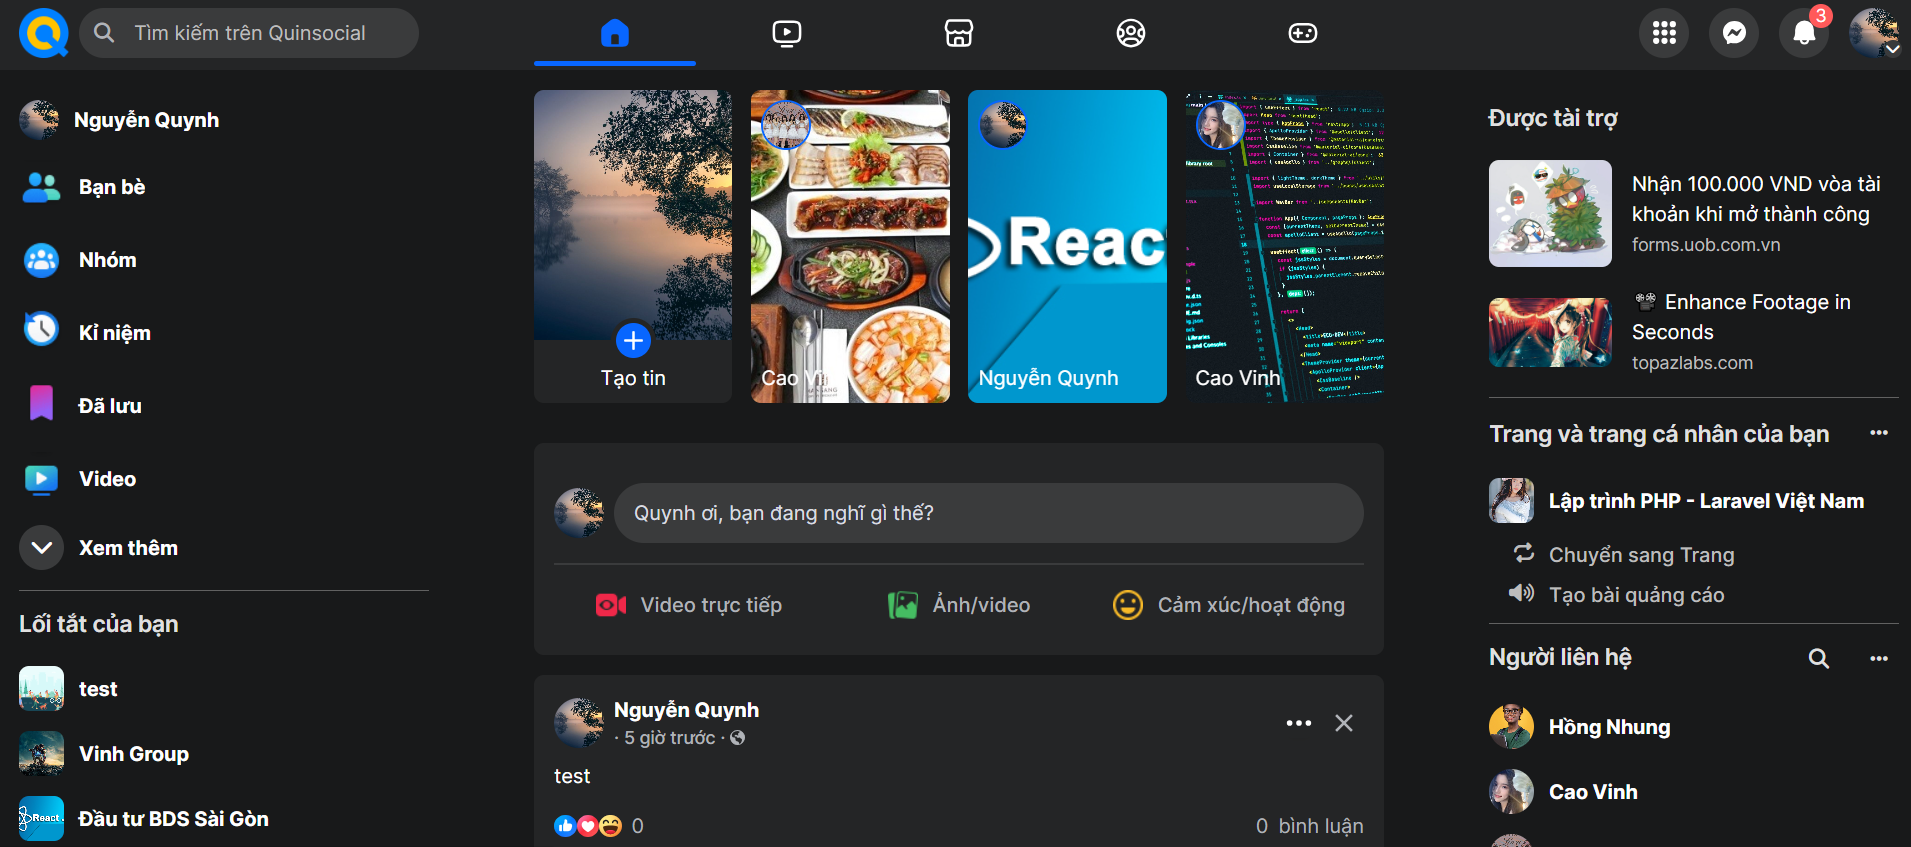 Tìm kiếm trên Quinsocial
3
Nguyễn Quynh
Bạn bè
Nhóm
Kỉ niệm
Đã lưu
Video
Xem thêm
Lối tắt của bạn
test
Vinh Group
React
Đầu tư BDS Sài Gòn
Tạo tin
Cao Vinh
React
Nguyễn Quynh
Cao Vinh
Quynh ơi, bạn đang nghĩ gì thế?
Video trực tiếp
Ảnh/video
Cảm xúc/hoạt động
Nguyễn Quynh
· 5 giờ trước ·
test
0
0 bình luận
Được tài trợ
Nhận 100.000 VND vòa tài
khoản khi mở thành công
forms.uob.com.vn
Enhance Footage in
Seconds
topazlabs.com
Trang và trang cá nhân của bạn
Lập trình PHP - Laravel Việt Nam
Chuyển sang Trang
Tạo bài quảng cáo
Người liên hệ
Hồng Nhung
Cao Vinh